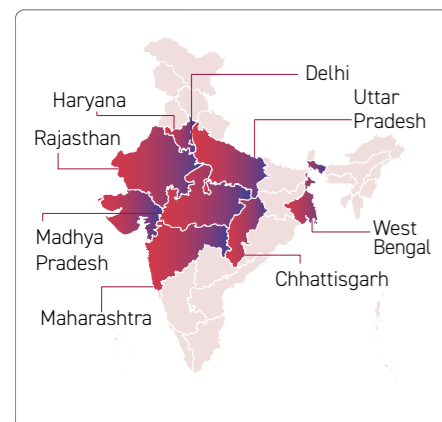 Delhi
Haryana
Uttar
Pradesh
Rajasthan
West
Bengal
Madhya
Pradesh
Chhattisgarh
Maharashtra